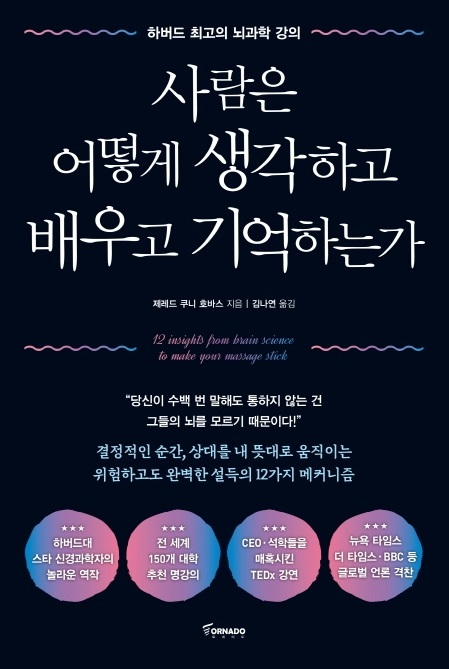 하버드 최고의 뇌과학 강의
사람은
어떻게 생각하고
배우고 기억하는가
제레드 쿠니 호바스 지음 | 김나연 옮김
12 insights from brain science
to make your massage stick
“당신이 수백 번 말해도 통하지 않는 건
그들의 뇌를 모르기 때문이다!”
결정적인 순간, 상대를 내 뜻대로 움직이는
위험하고도 완벽한 설득의 12가지 메커니즘
★★★
하버드대
스타 신경과학자의
놀라운 역작
★★★
전 세계
150개 대학
추천 명강의
★★★
CEO·석학들을
매혹시킨
TEDx 강연
★★★
뉴욕 타임스
더 타임스·BBC 등
글로벌 언론 격찬
TORNADO